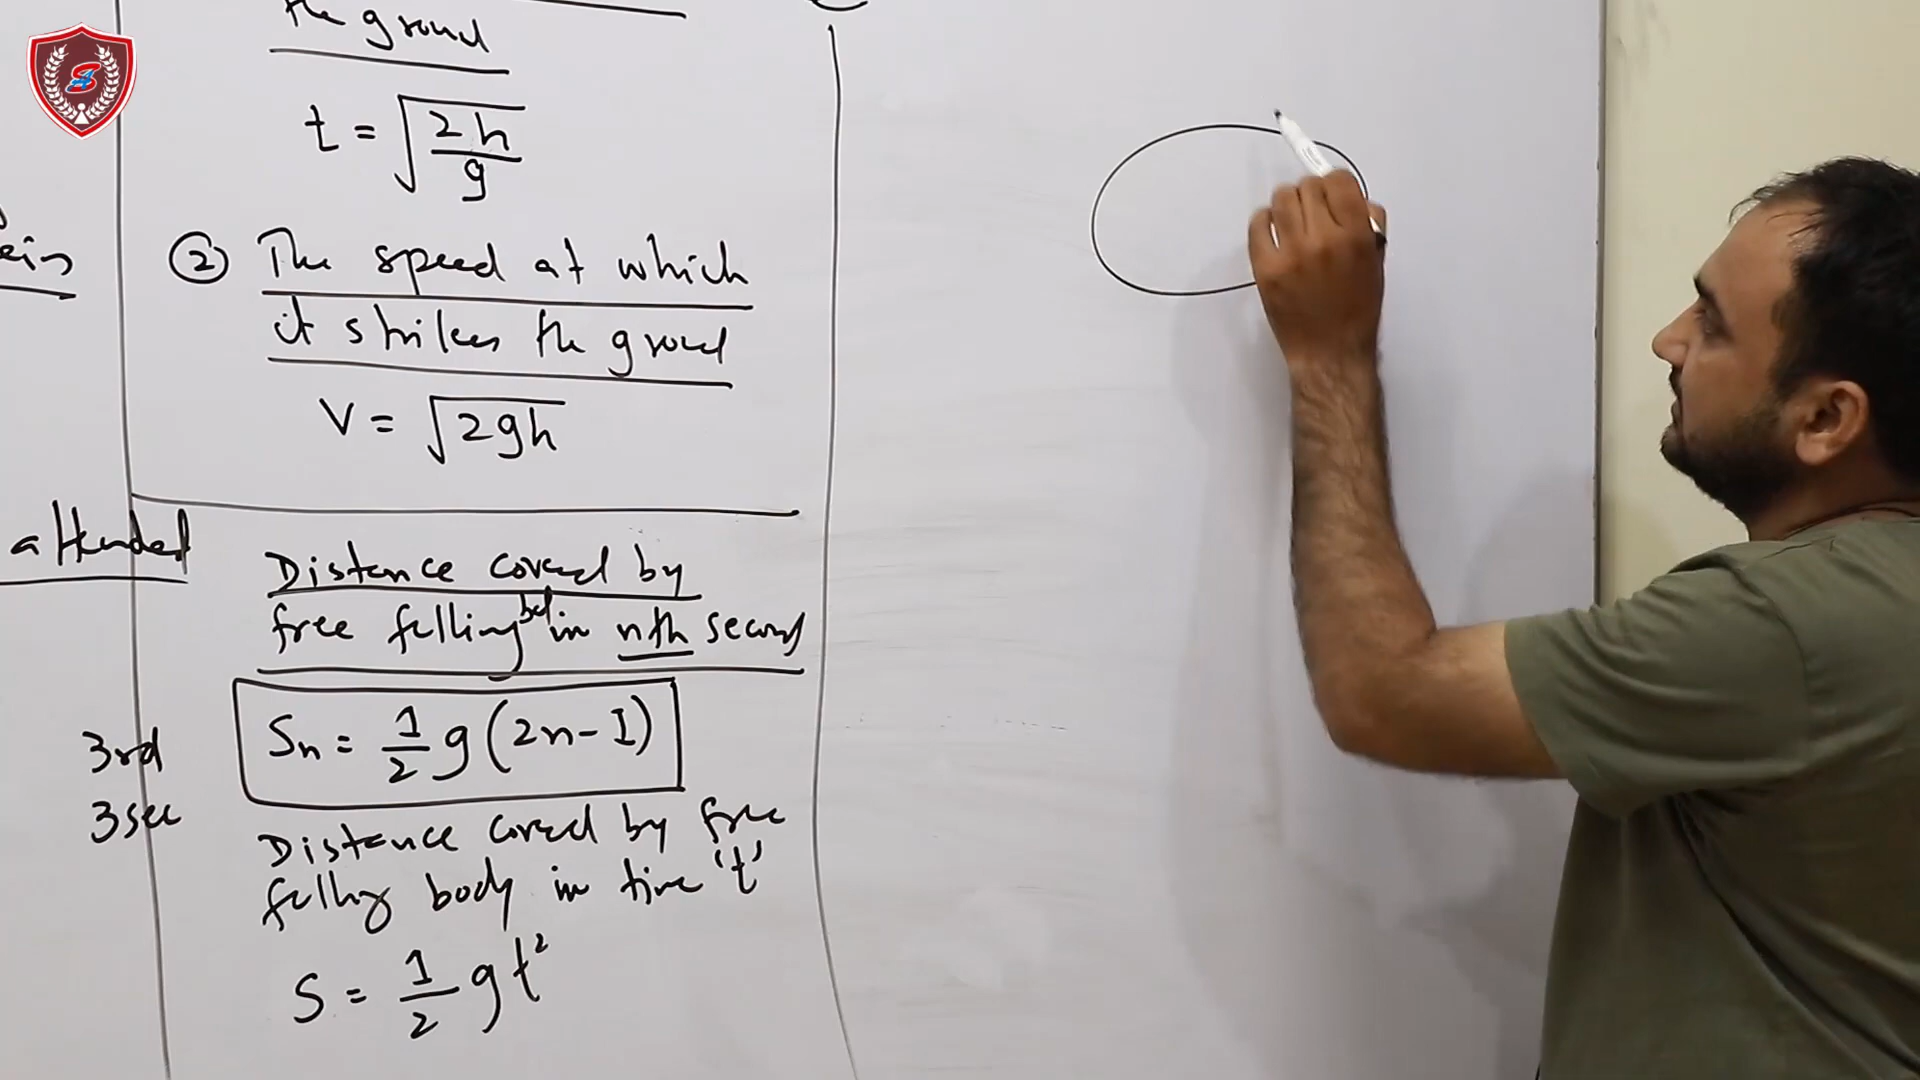 the ground
t = √(2h/g)
② The speed at which
it strikes the ground
V = √2gh
attended
Distance covered by
free falling bd in nth second
Sn = 1/2 g (2n - 1)
3rd
3sec
Distance covered by free
falling body in time 't'
S = 1/2 g t²